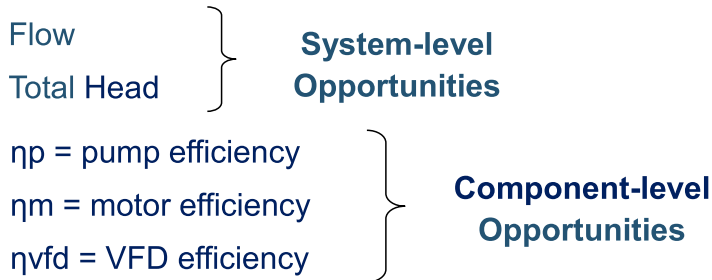 Flow
Total Head
System-level
Opportunities
ηp = pump efficiency
ηm = motor efficiency
ηvfd = VFD efficiency
Component-level
Opportunities